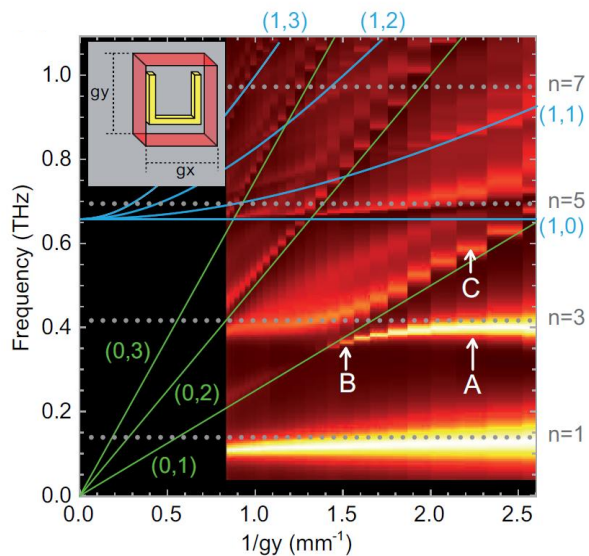 (1,3)
(1,2)
gy
gx
n=7
(1,1)
n=5
(1,0)
n=3
n=1
C
B
A
(0,3)
(0,2)
(0,1)
Frequency (THz)
1.0
0.8
0.6
0.4
0.2
0.0
0.0
0.5
1.0
1.5
2.0
2.5
1/gy (mm⁻¹)